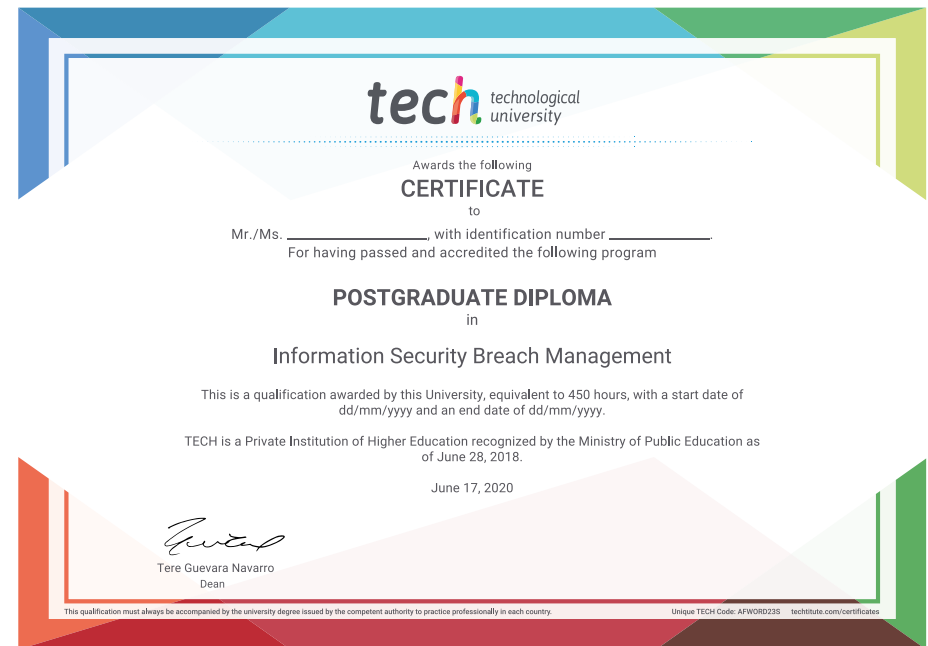 tech technological
university
Awards the following
CERTIFICATE
to
Mr./Ms. ____________________, with identification number ______________.
For having passed and accredited the following program
POSTGRADUATE DIPLOMA
in
Information Security Breach Management
This is a qualification awarded by this University, equivalent to 450 hours, with a start date of
dd/mm/yyyy and an end date of dd/mm/yyyy.
TECH is a Private Institution of Higher Education recognized by the Ministry of Public Education as
of June 28, 2018.
June 17, 2020
Tere Guevara Navarro
Dean
This qualification must always be accompanied by the university degree issued by the competent authority to practice professionally in each country.
Unique TECH Code: AFWORD23S techtitute.com/certificates